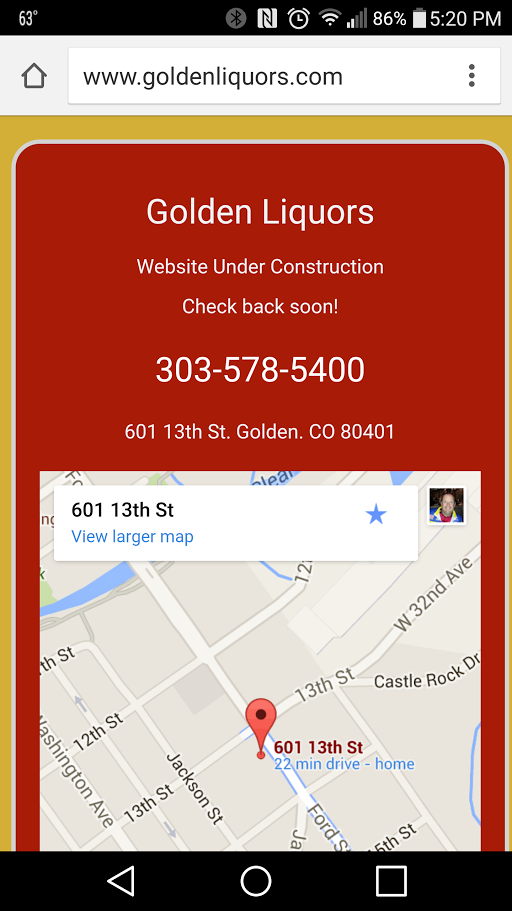 63°
86% 5:20 PM
www.goldenliquors.com
Golden Liquors
Website Under Construction
Check back soon!
303-578-5400
601 13th St. Golden. CO 80401
601 13th St
View larger map
W 32nd Ave
13th St
Castle Rock Dr
12th St
Washington Ave
Jackson St
13th St
601 13th St
22 min drive - home
Ford St
15th St